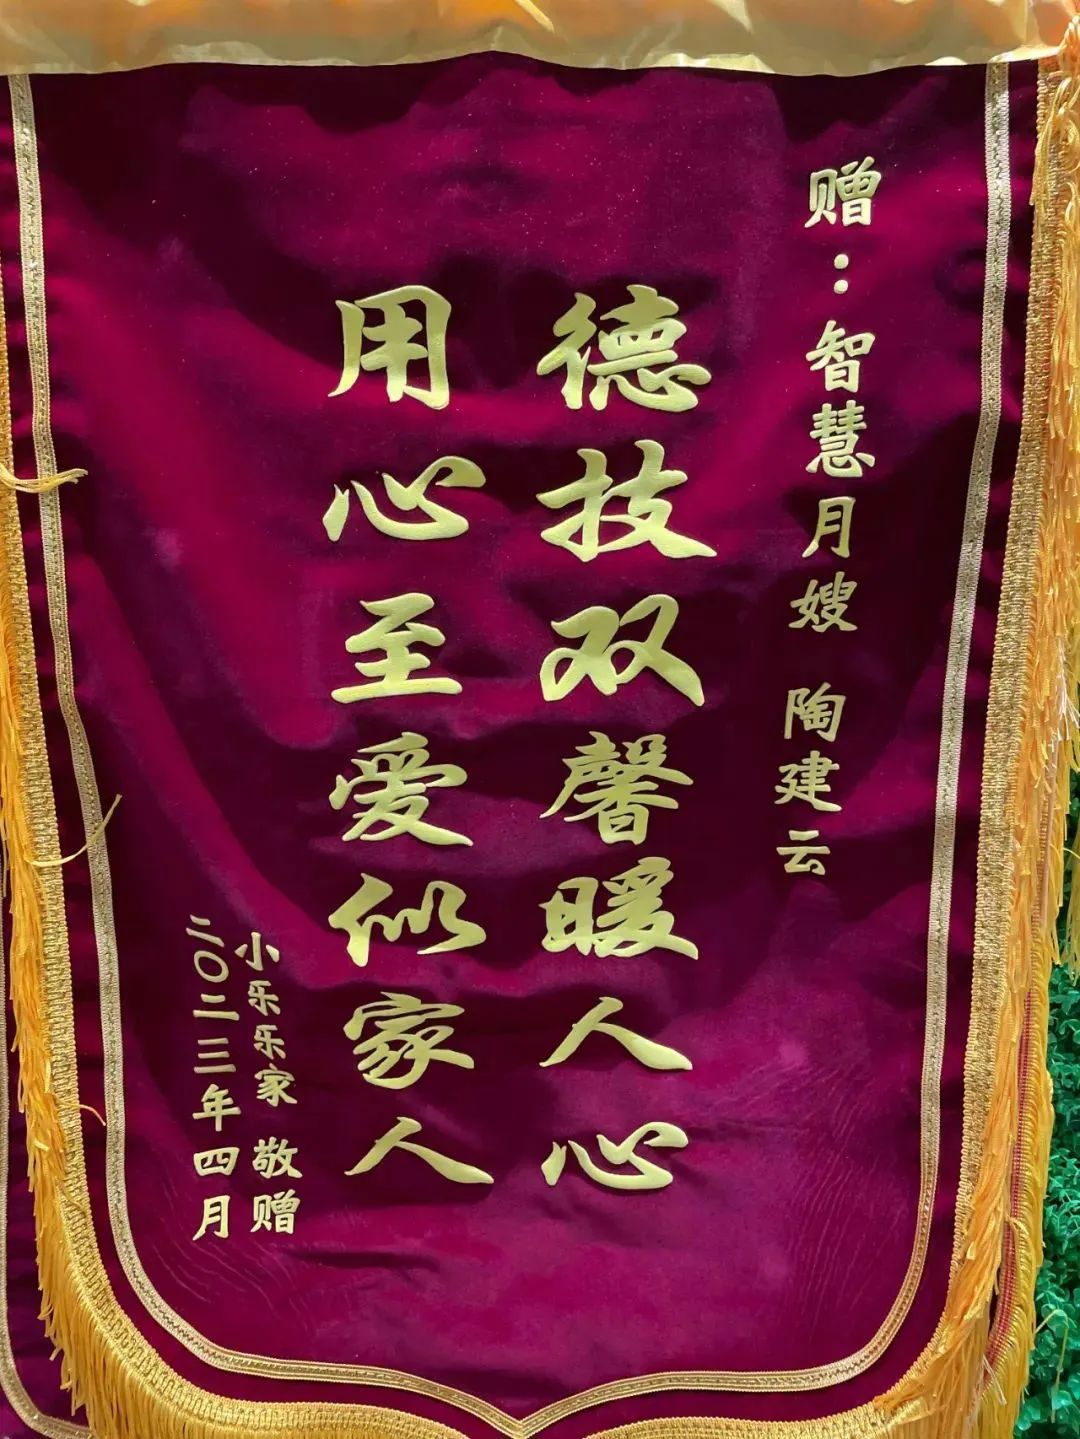 赠：智慧月嫂 陶建云
德技双馨暖人心
用心至爱似家人
小乐乐家 敬赠
二〇二三年四月